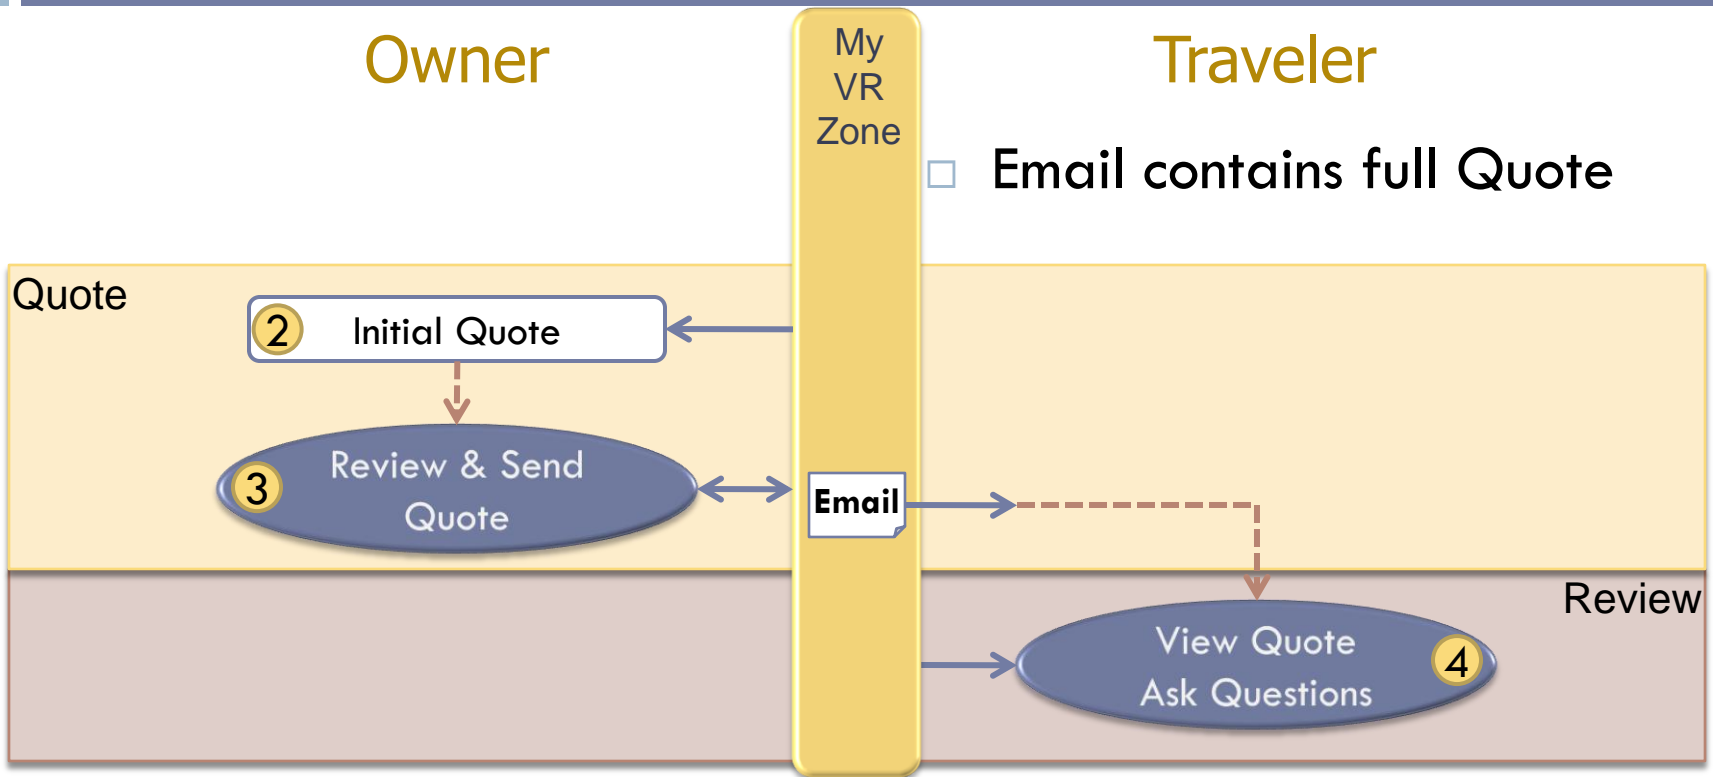 Owner
My
VR
Zone
Traveler
Email contains full Quote
Quote
2
Initial Quote
3
Review & Send
Quote
Email
Review
View Quote
Ask Questions
4